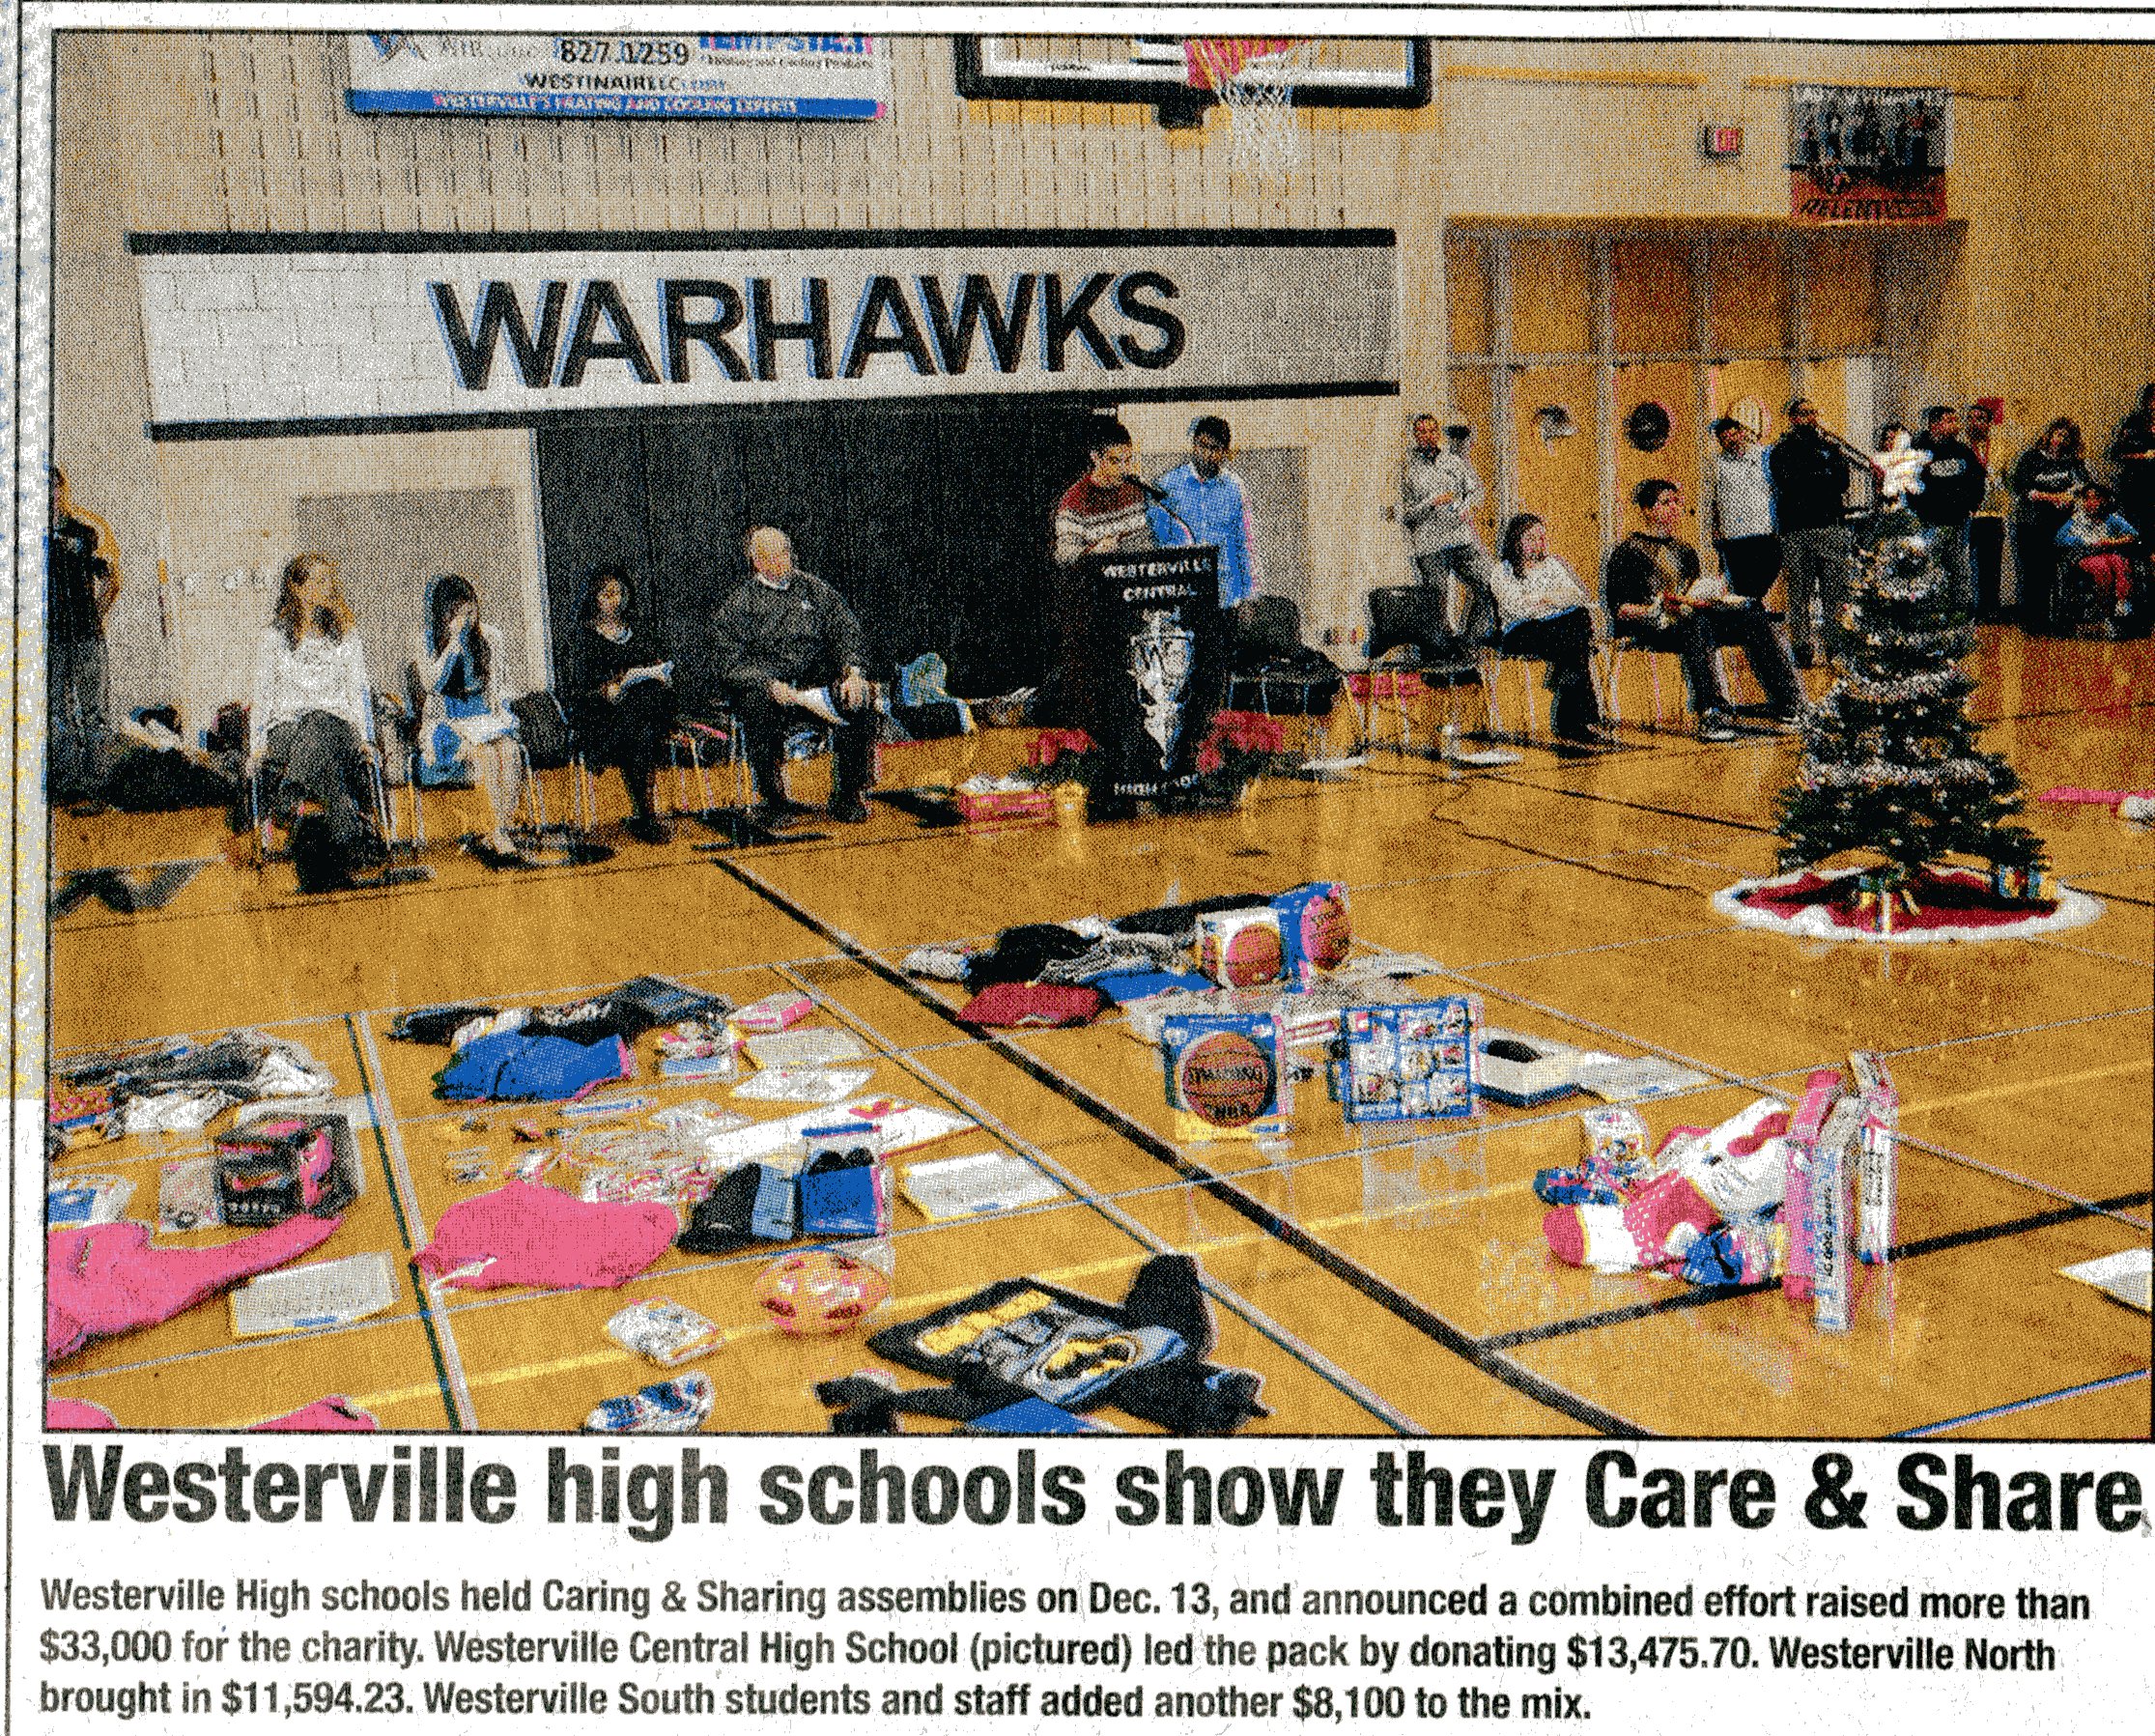 827.0259
WESTINAIRLLC.COM
WESTERVILLE'S HEATING AND COOLING EXPERTS
RELENTLESS
WARHAWKS
WESTERVILLE
CENTRAL
WC
SPALDING
NBA
Westerville high schools show they Care & Share
Westerville High schools held Caring & Sharing assemblies on Dec. 13, and announced a combined effort raised more than
$33,000 for the charity. Westerville Central High School (pictured) led the pack by donating $13,475.70. Westerville North
brought in $11,594.23. Westerville South students and staff added another $8,100 to the mix.